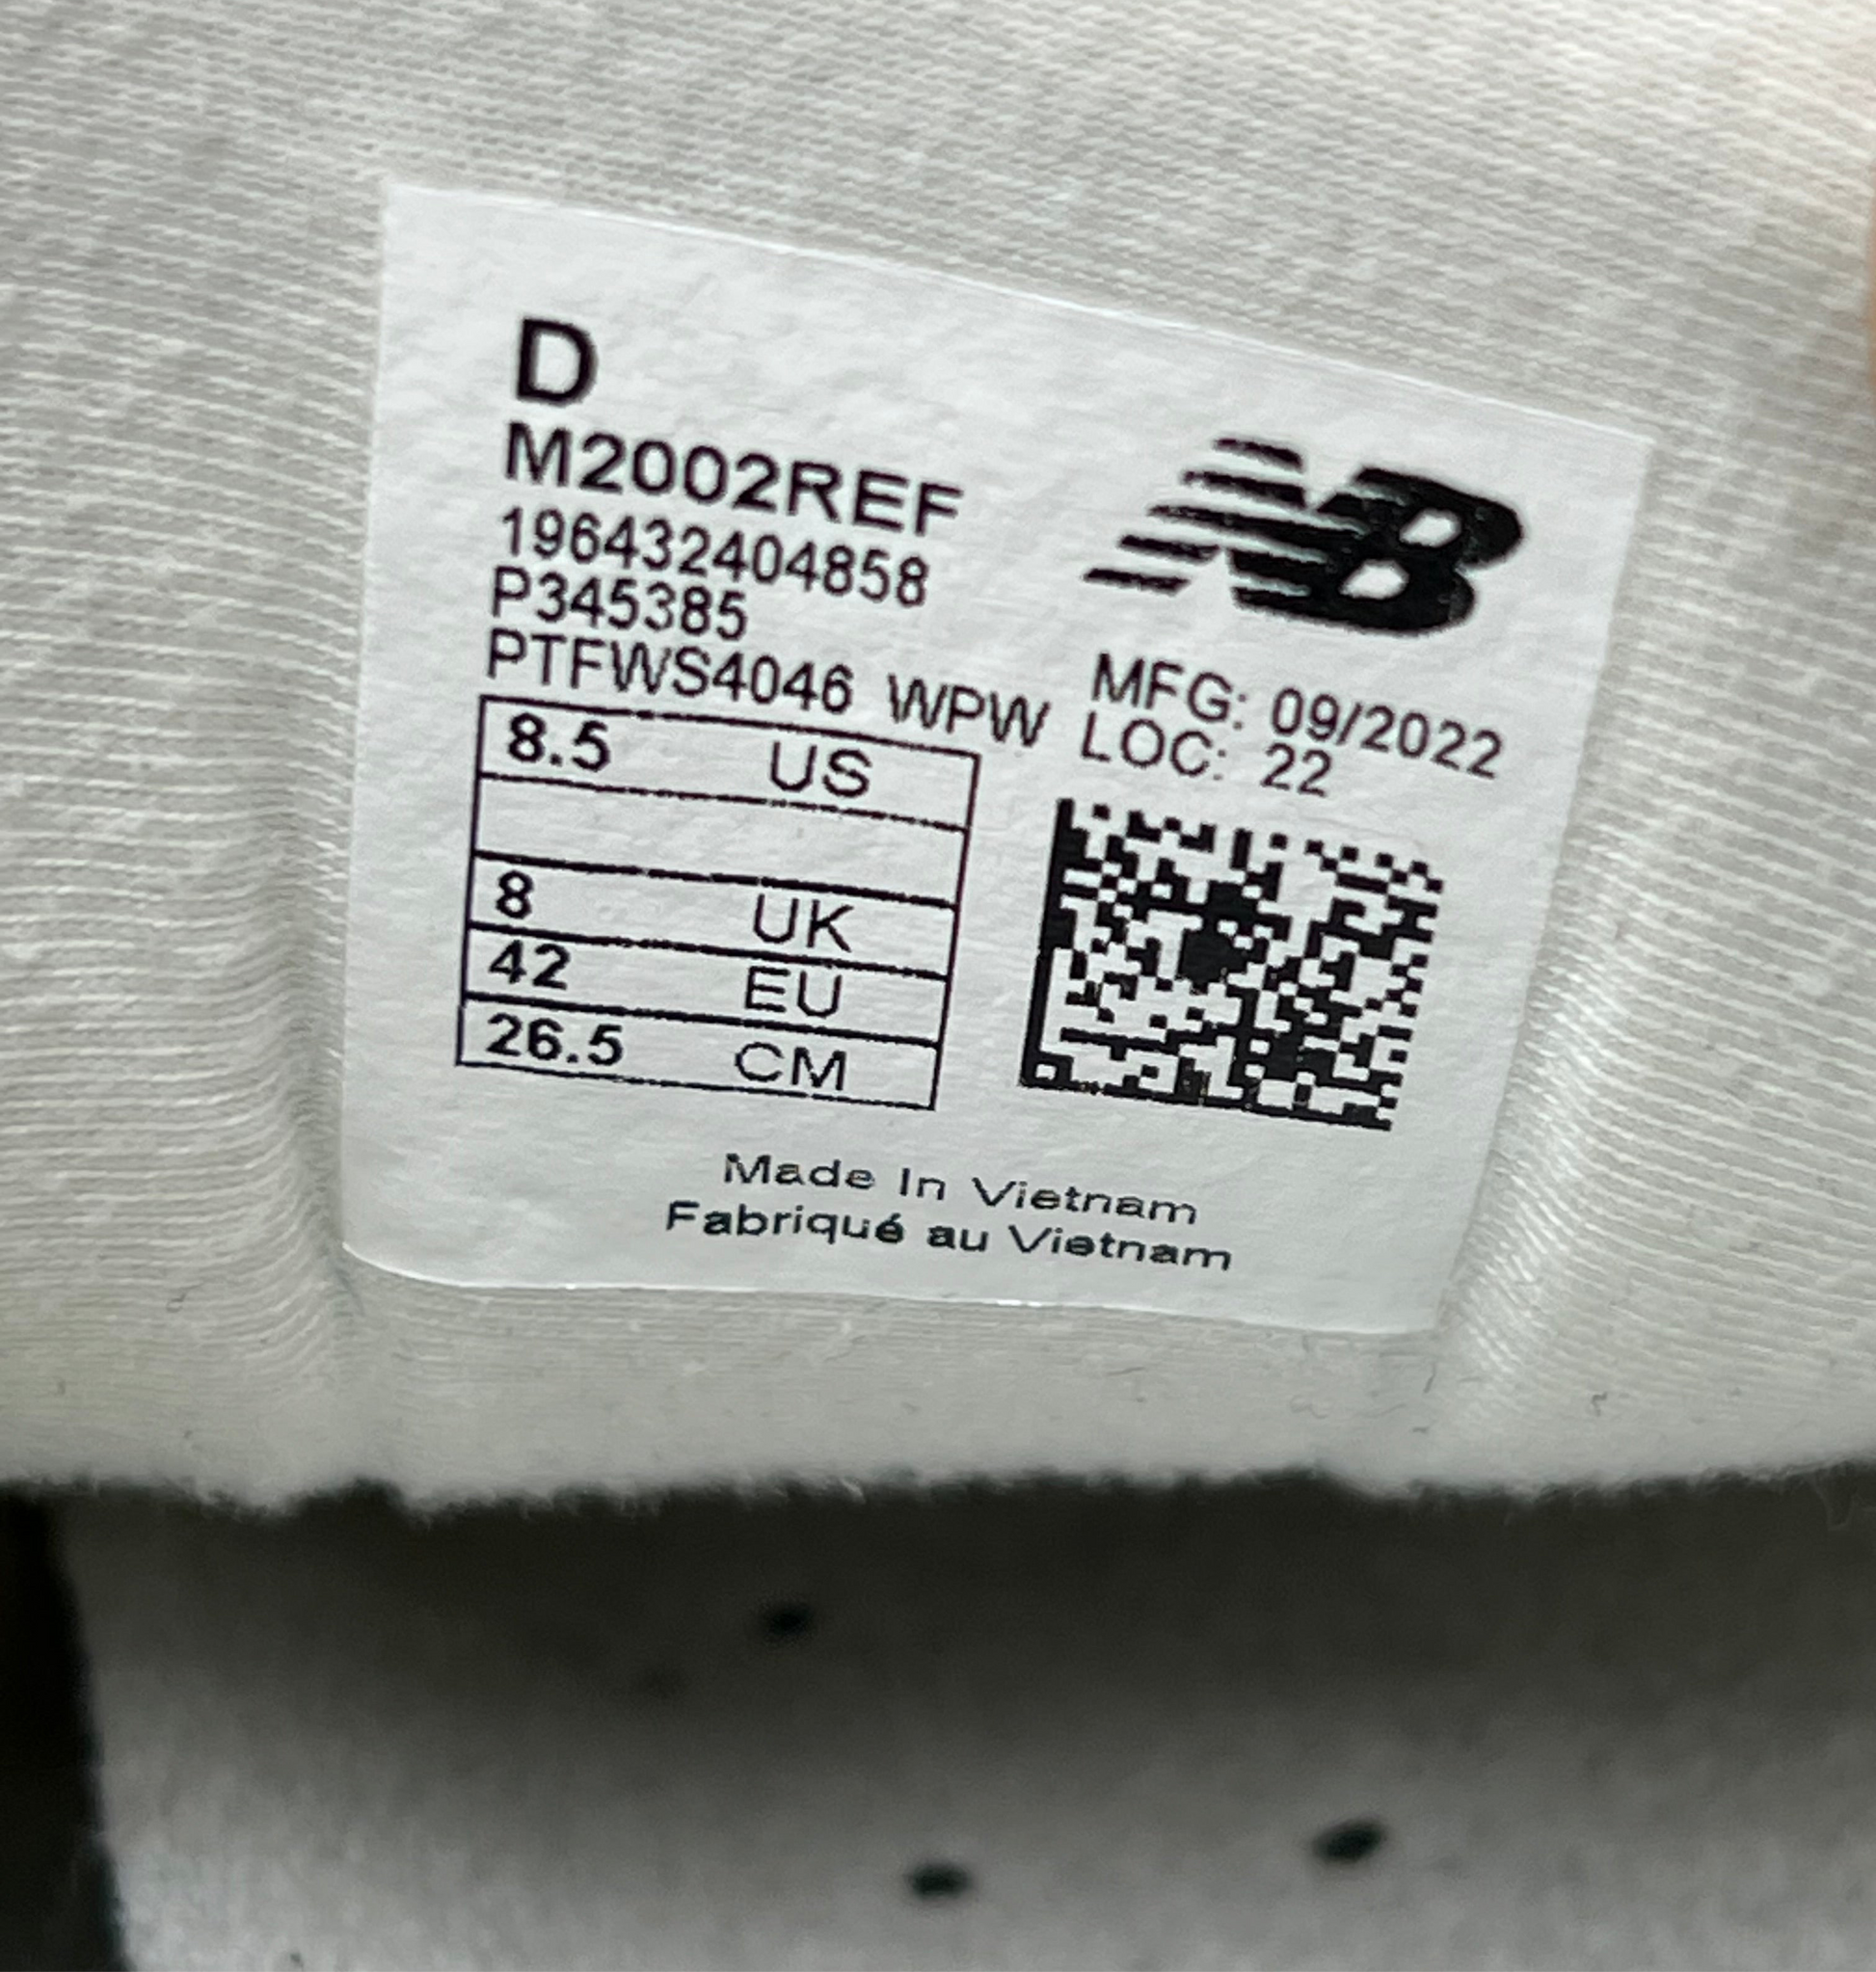 D
M2002REF
196432404858
P345385
PTFWS4046 WPW
NB
MFG: 09/2022
LOC: 22
8.5 US
8 UK
42 EU
26.5 CM
Made In Vietnam
Fabriqué au Vietnam